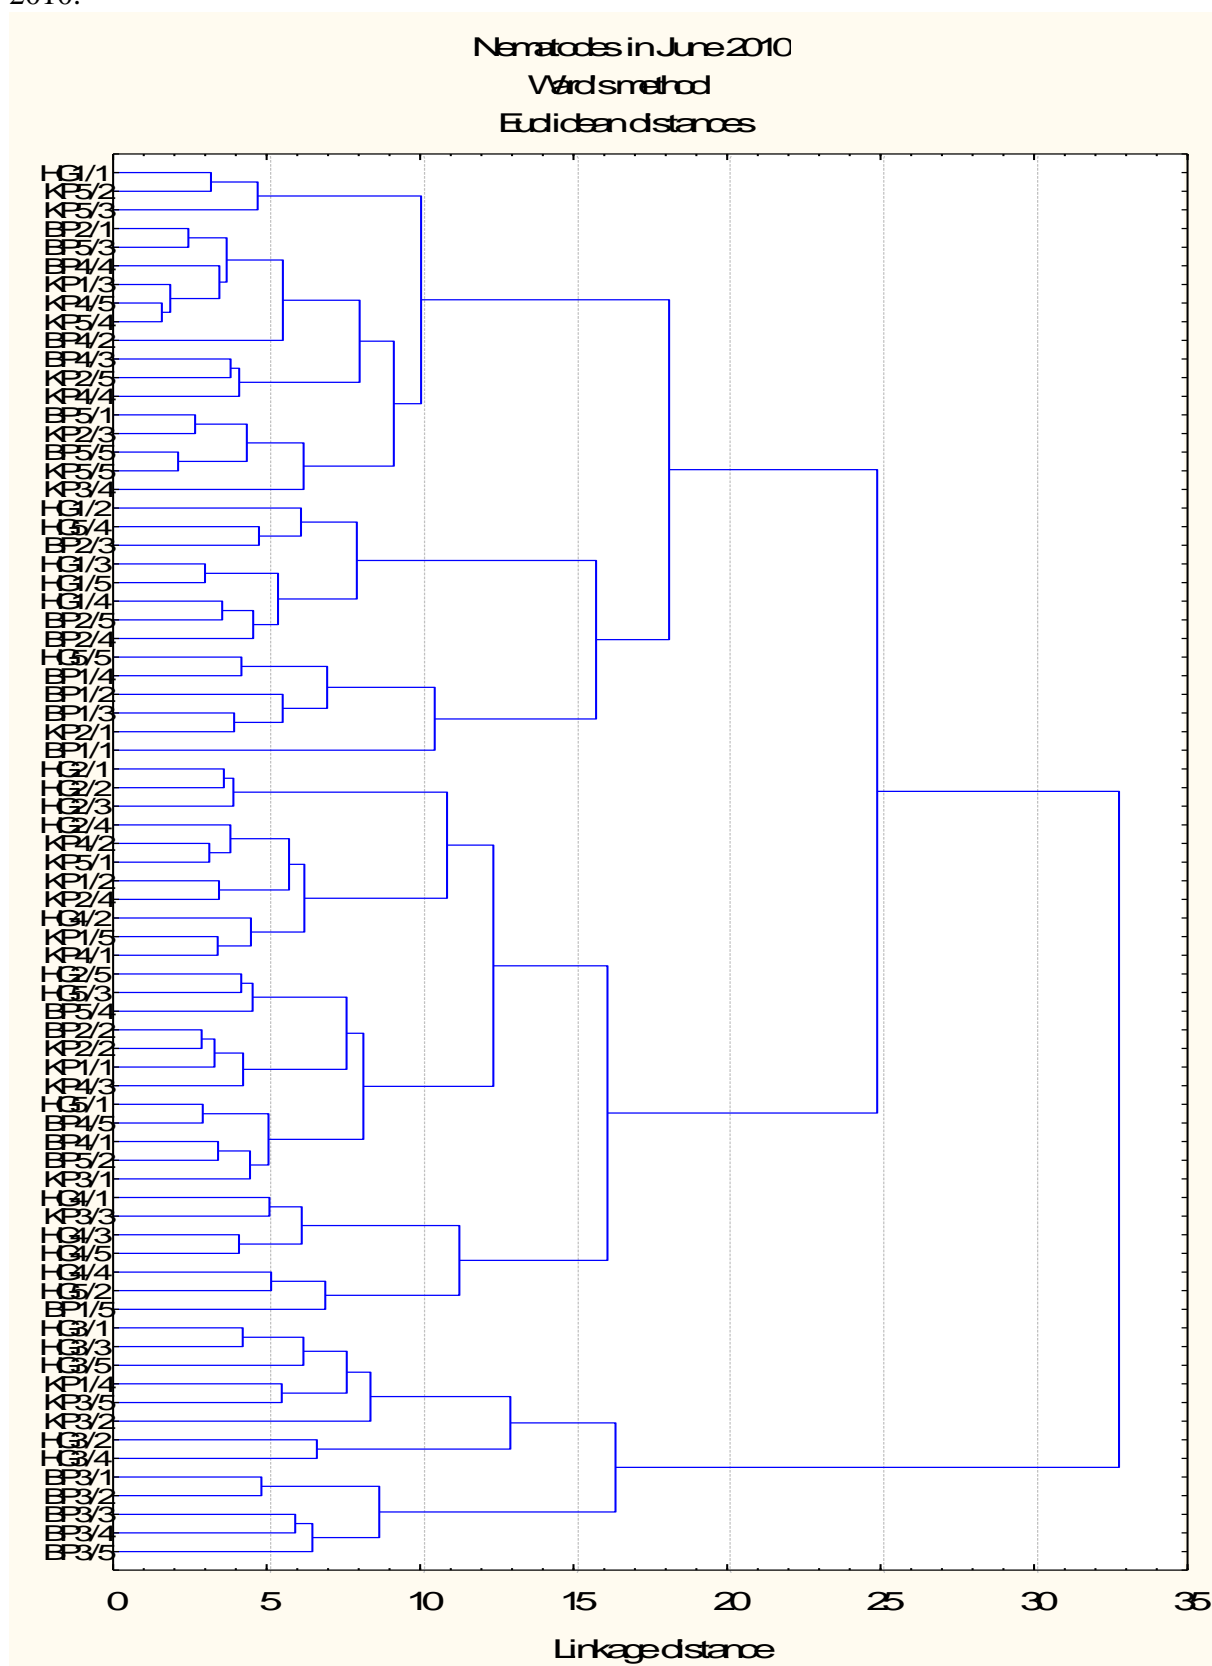 2010.
Nematodes in June 2010
Ward`s method
Euclidean distances
HG1/1
KP5/2
KP5/3
BP2/1
BP5/3
BP4/4
KP1/3
KP4/5
KP5/4
BP4/2
BP4/3
KP2/5
KP4/4
BP5/1
KP2/3
BP5/5
KP5/5
KP3/4
HG1/2
HG5/4
BP2/3
HG1/3
HG1/5
HG1/4
BP2/5
BP2/4
HG5/5
BP1/4
BP1/2
BP1/3
KP2/1
BP1/1
HG2/1
HG2/2
HG2/3
HG2/4
KP4/2
KP5/1
KP1/2
KP2/4
HG4/2
KP1/5
KP4/1
HG2/5
HG5/3
BP5/4
BP2/2
KP2/2
KP1/1
KP4/3
HG5/1
BP4/5
BP4/1
BP5/2
KP3/1
HG4/1
KP3/3
HG4/3
HG4/5
HG4/4
HG5/2
BP1/5
HG3/1
HG3/3
HG3/5
KP1/4
KP3/5
KP3/2
HG3/2
HG3/4
BP3/1
BP3/2
BP3/3
BP3/4
BP3/5
0 5 10 15 20 25 30 35
Linkage distance